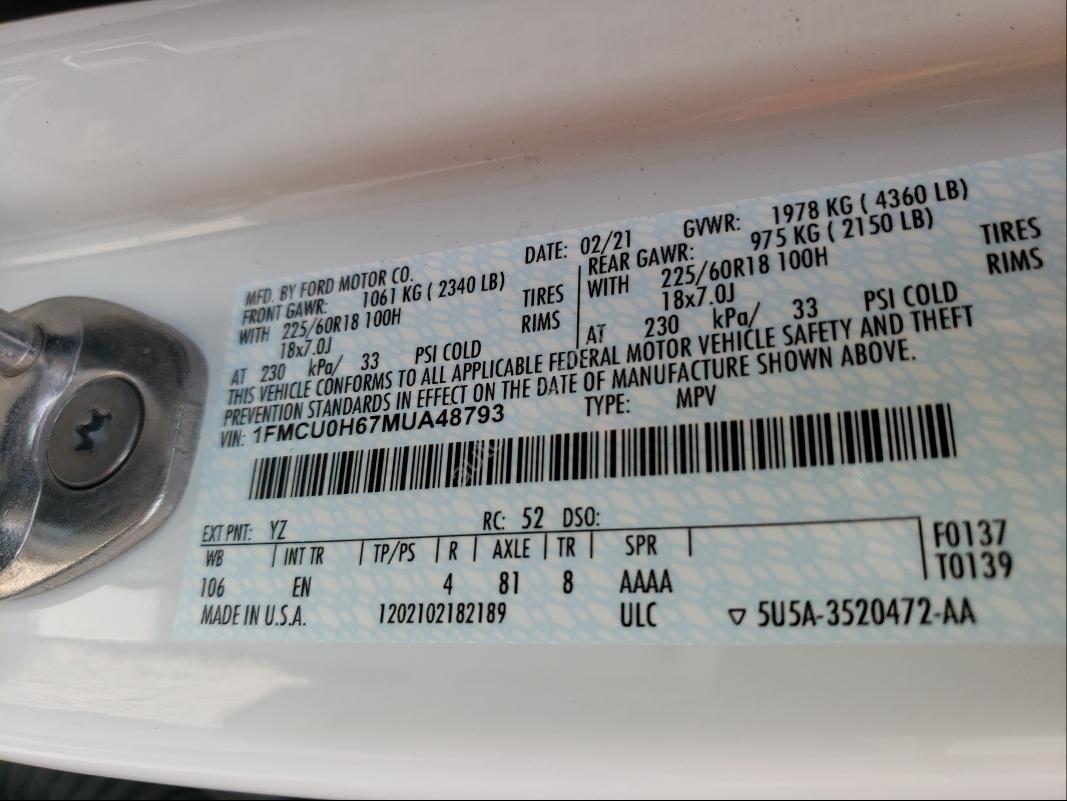 MFD. BY FORD MOTOR CO. DATE: 02/21 GVWR: 1978 KG ( 4360 LB)
FRONT GAWR: 1061 KG ( 2340 LB) REAR GAWR: 975 KG ( 2150 LB)
WITH 225/60R18 100H TIRES WITH 225/60R18 100H TIRES
18x7.0J RIMS 18x7.0J RIMS
AT 230 kPa/ 33 PSI COLD AT 230 kPa/ 33 PSI COLD
THIS VEHICLE CONFORMS TO ALL APPLICABLE FEDERAL MOTOR VEHICLE SAFETY AND THEFT
PREVENTION STANDARDS IN EFFECT ON THE DATE OF MANUFACTURE SHOWN ABOVE.
VIN: 1FMCU0H67MUA48793 TYPE: MPV
EXT PNT: YZ RC: 52 DSO:
WB | INT TR | TP/PS | R | AXLE | TR | SPR | F0137
106 EN 4 81 8 AAAA T0139
MADE IN U.S.A. 1202102182189 ULC ▽ 5U5A-3520472-AA